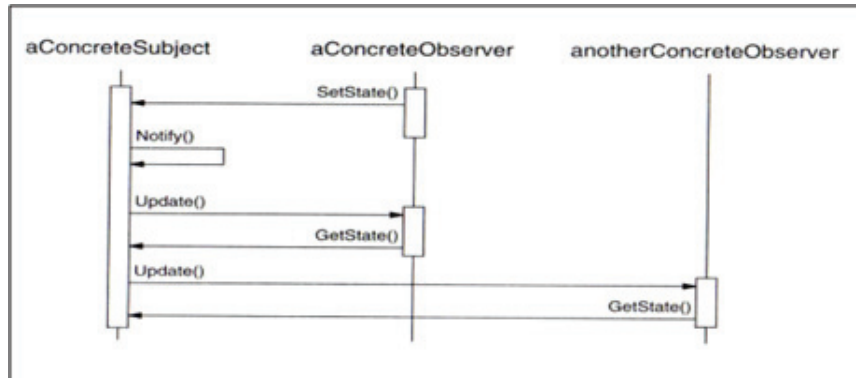 aConcreteSubject
aConcreteObserver
anotherConcreteObserver
SetState()
Notify()
Update()
GetState()
Update()
GetState()